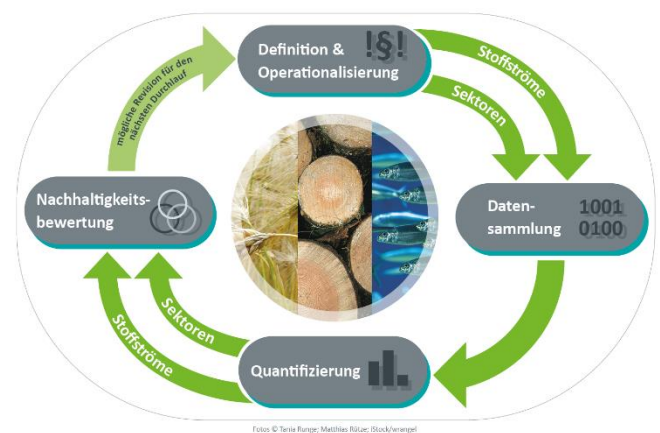 Definition &
Operationalisierung
!§!
Stoffströme
Sektoren
Daten-
sammlung
1001
0100
Quantifizierung
Sektoren
Stoffströme
Nachhaltigkeits-
bewertung
mögliche Revision für den
nächsten Durchlauf
Fotos © Tania Runge; Matthias Rütze; iStock/wrangel